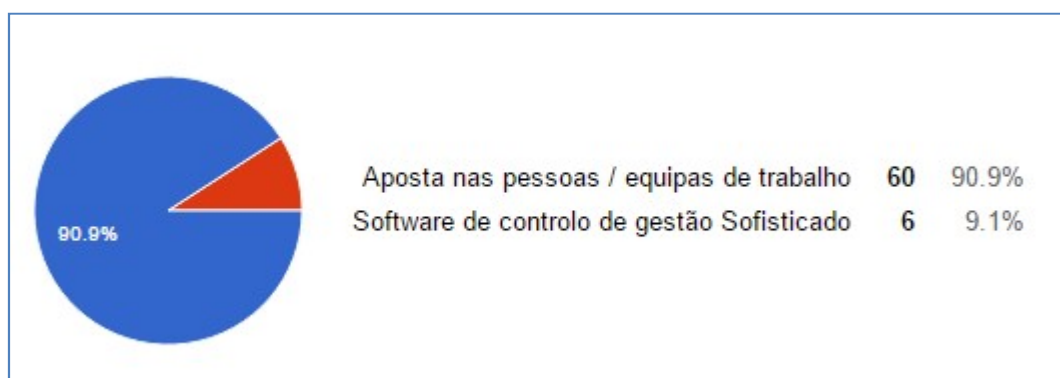 90.9%
Aposta nas pessoas / equipas de trabalho 60 90.9%
Software de controlo de gestão Sofisticado 6 9.1%